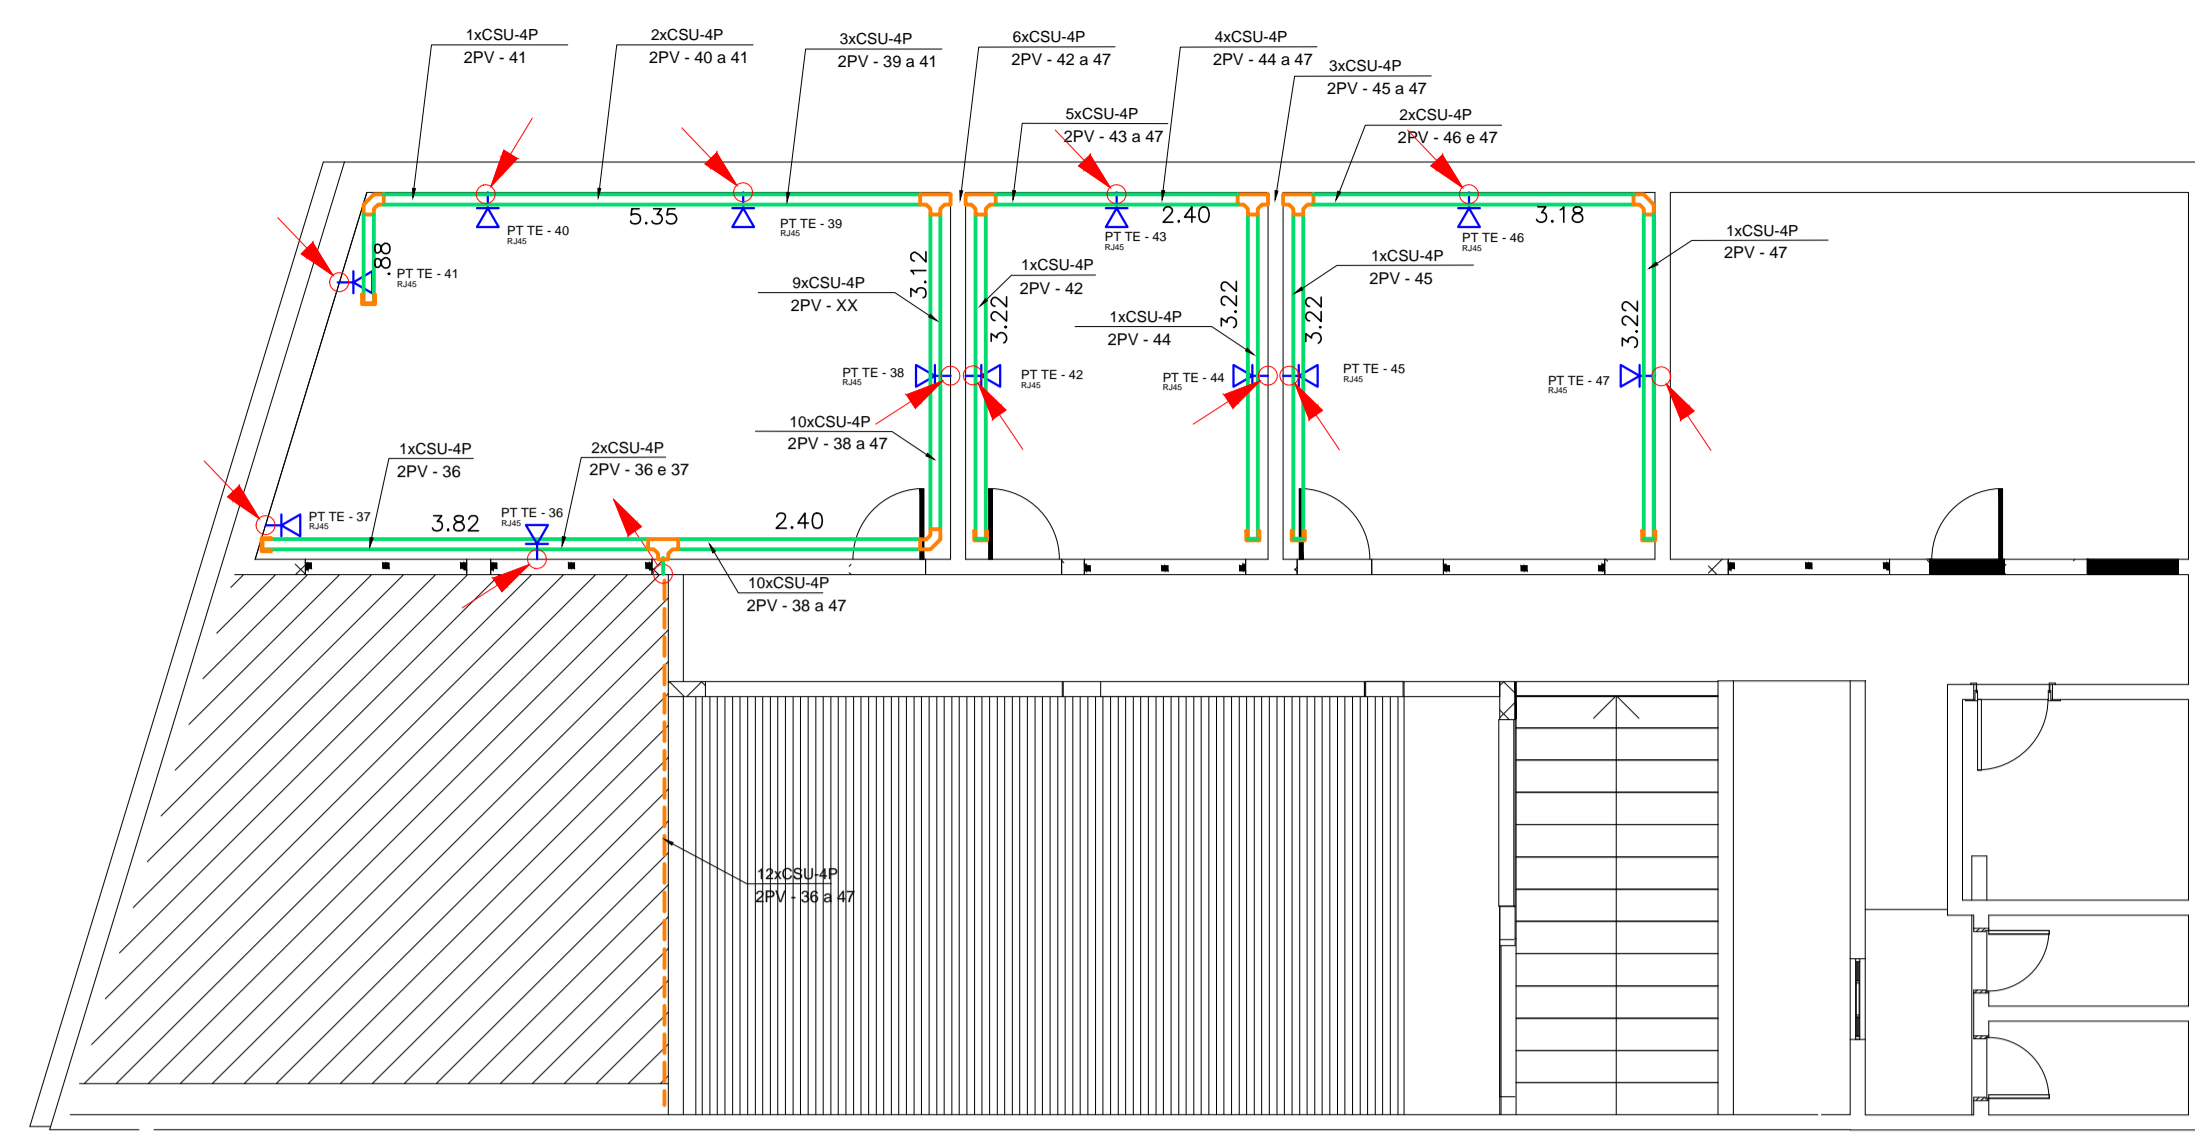 1xCSU-4P
2PV - 41
2xCSU-4P
2PV - 40 a 41
3xCSU-4P
2PV - 39 a 41
6xCSU-4P
2PV - 42 a 47
4xCSU-4P
2PV - 44 a 47
3xCSU-4P
2PV - 45 a 47
5xCSU-4P
2PV - 43 a 47
2xCSU-4P
2PV - 46 e 47
5.35
2.40
3.18
PT TE - 40
RJ45
PT TE - 39
RJ45
PT TE - 43
RJ45
PT TE - 46
RJ45
.88
PT TE - 41
RJ45
3.12
9xCSU-4P
2PV - XX
1xCSU-4P
2PV - 42
3.22
1xCSU-4P
2PV - 44
3.22
1xCSU-4P
2PV - 45
3.22
3.22
1xCSU-4P
2PV - 47
PT TE - 38
RJ45
PT TE - 42
RJ45
PT TE - 44
RJ45
PT TE - 45
RJ45
PT TE - 47
RJ45
10xCSU-4P
2PV - 38 a 47
1xCSU-4P
2PV - 36
2xCSU-4P
2PV - 36 e 37
PT TE - 37
RJ45
3.82
PT TE - 36
RJ45
2.40
10xCSU-4P
2PV - 38 a 47
12xCSU-4P
2PV - 36 a 47